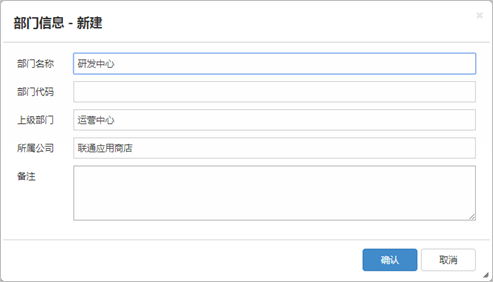 部门信息 - 新建
×
部门名称 研发中心
部门代码
上级部门 运营中心
所属公司 联通应用商店
备注
确认 取消